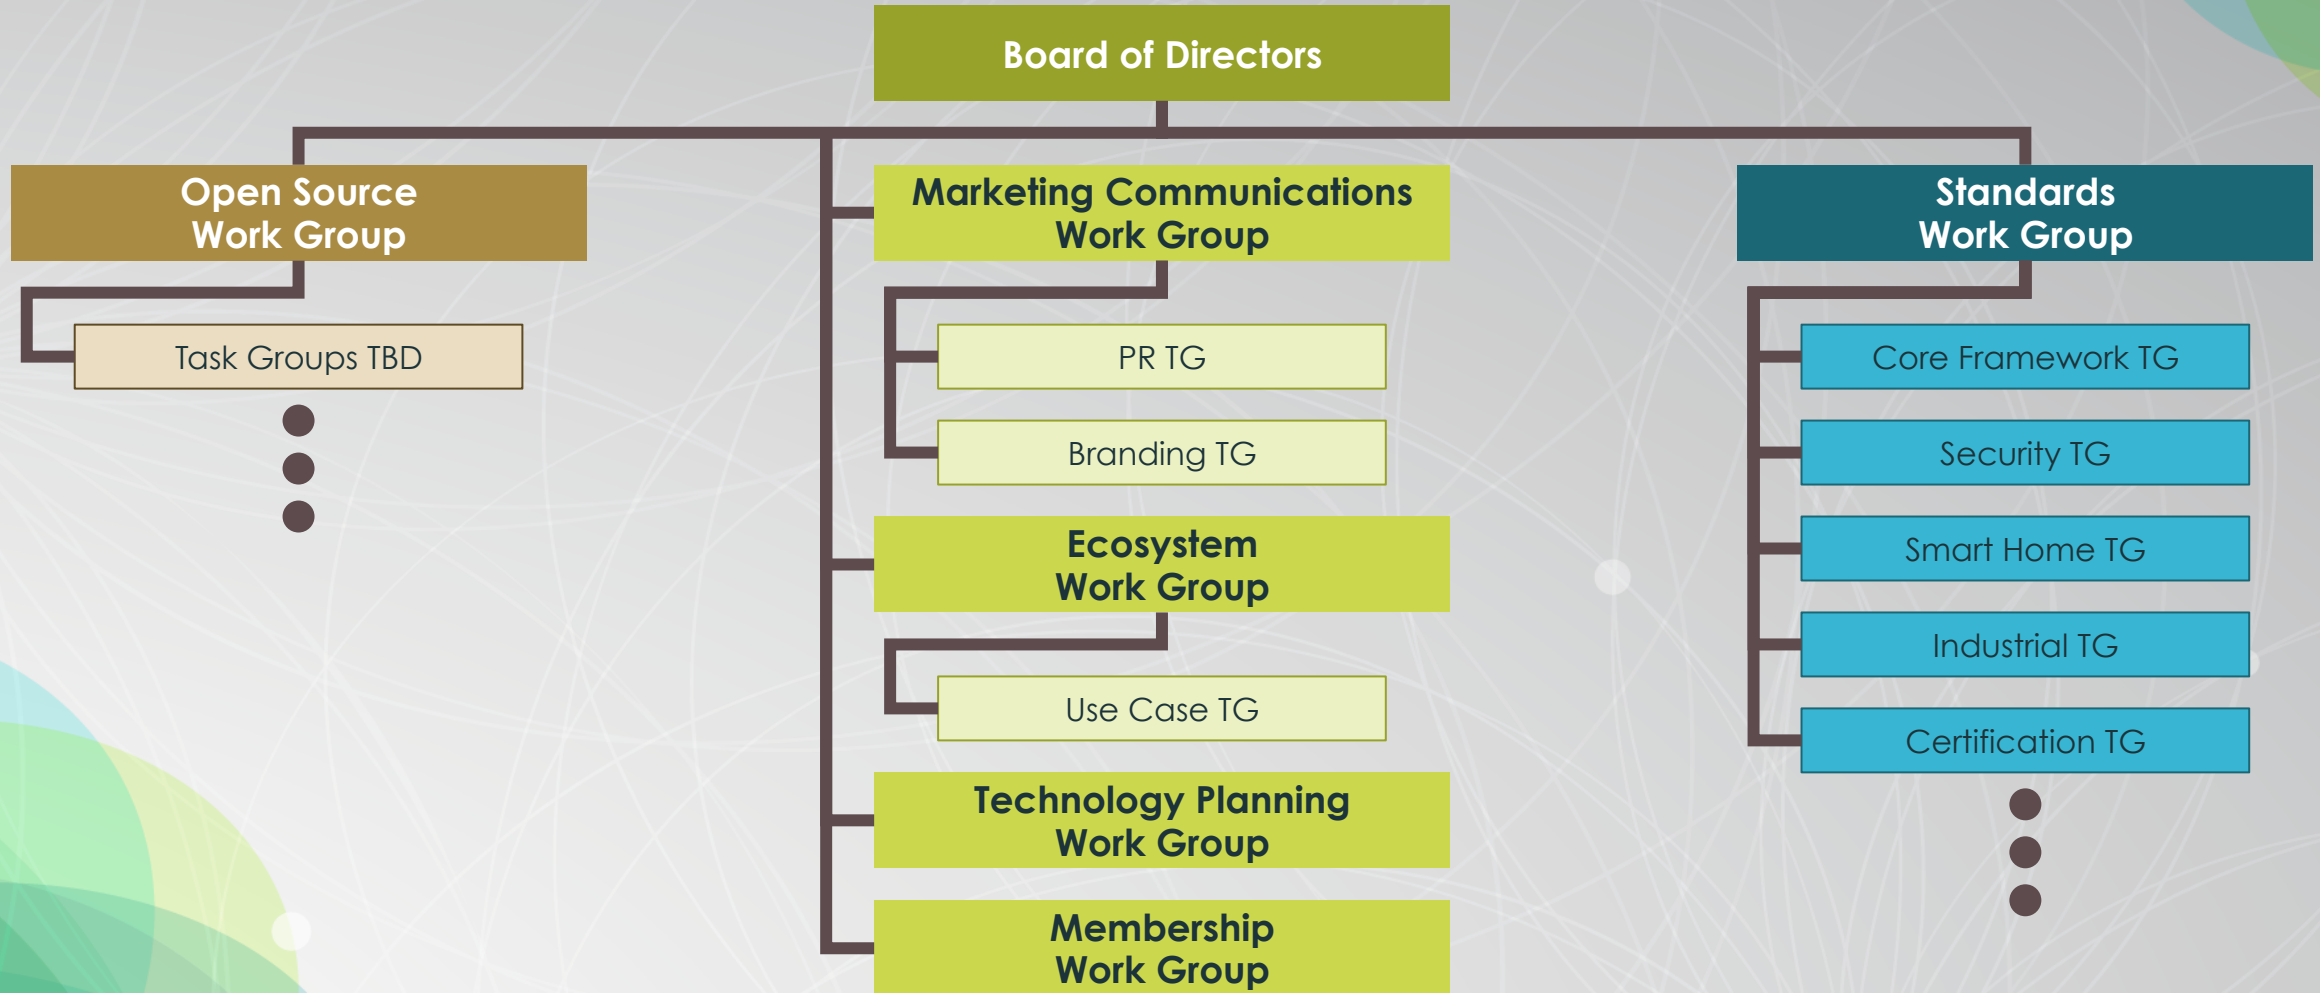 Board of Directors
Open Source
Work Group
Task Groups TBD
Marketing Communications
Work Group
PR TG
Branding TG
Ecosystem
Work Group
Use Case TG
Technology Planning
Work Group
Membership
Work Group
Standards
Work Group
Core Framework TG
Security TG
Smart Home TG
Industrial TG
Certification TG